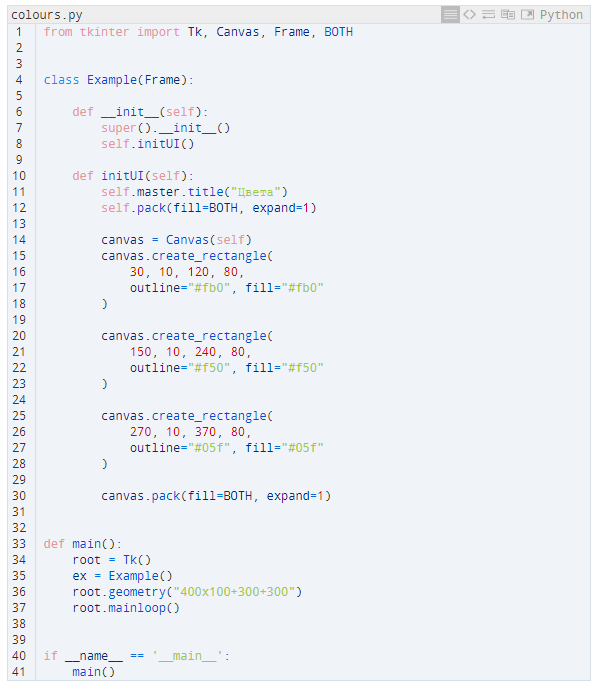 colours.py Python
1 from tkinter import Tk, Canvas, Frame, BOTH
2
3
4 class Example(Frame):
5
6     def __init__(self):
7         super().__init__()
8         self.initUI()
9
10     def initUI(self):
11         self.master.title("Цвета")
12         self.pack(fill=BOTH, expand=1)
13
14         canvas = Canvas(self)
15         canvas.create_rectangle(
16             30, 10, 120, 80,
17             outline="#fb0", fill="#fb0"
18         )
19
20         canvas.create_rectangle(
21             150, 10, 240, 80,
22             outline="#f50", fill="#f50"
23         )
24
25         canvas.create_rectangle(
26             270, 10, 370, 80,
27             outline="#05f", fill="#05f"
28         )
29
30         canvas.pack(fill=BOTH, expand=1)
31
32
33 def main():
34     root = Tk()
35     ex = Example()
36     root.geometry("400x100+300+300")
37     root.mainloop()
38
39
40 if __name__ == '__main__':
41     main()